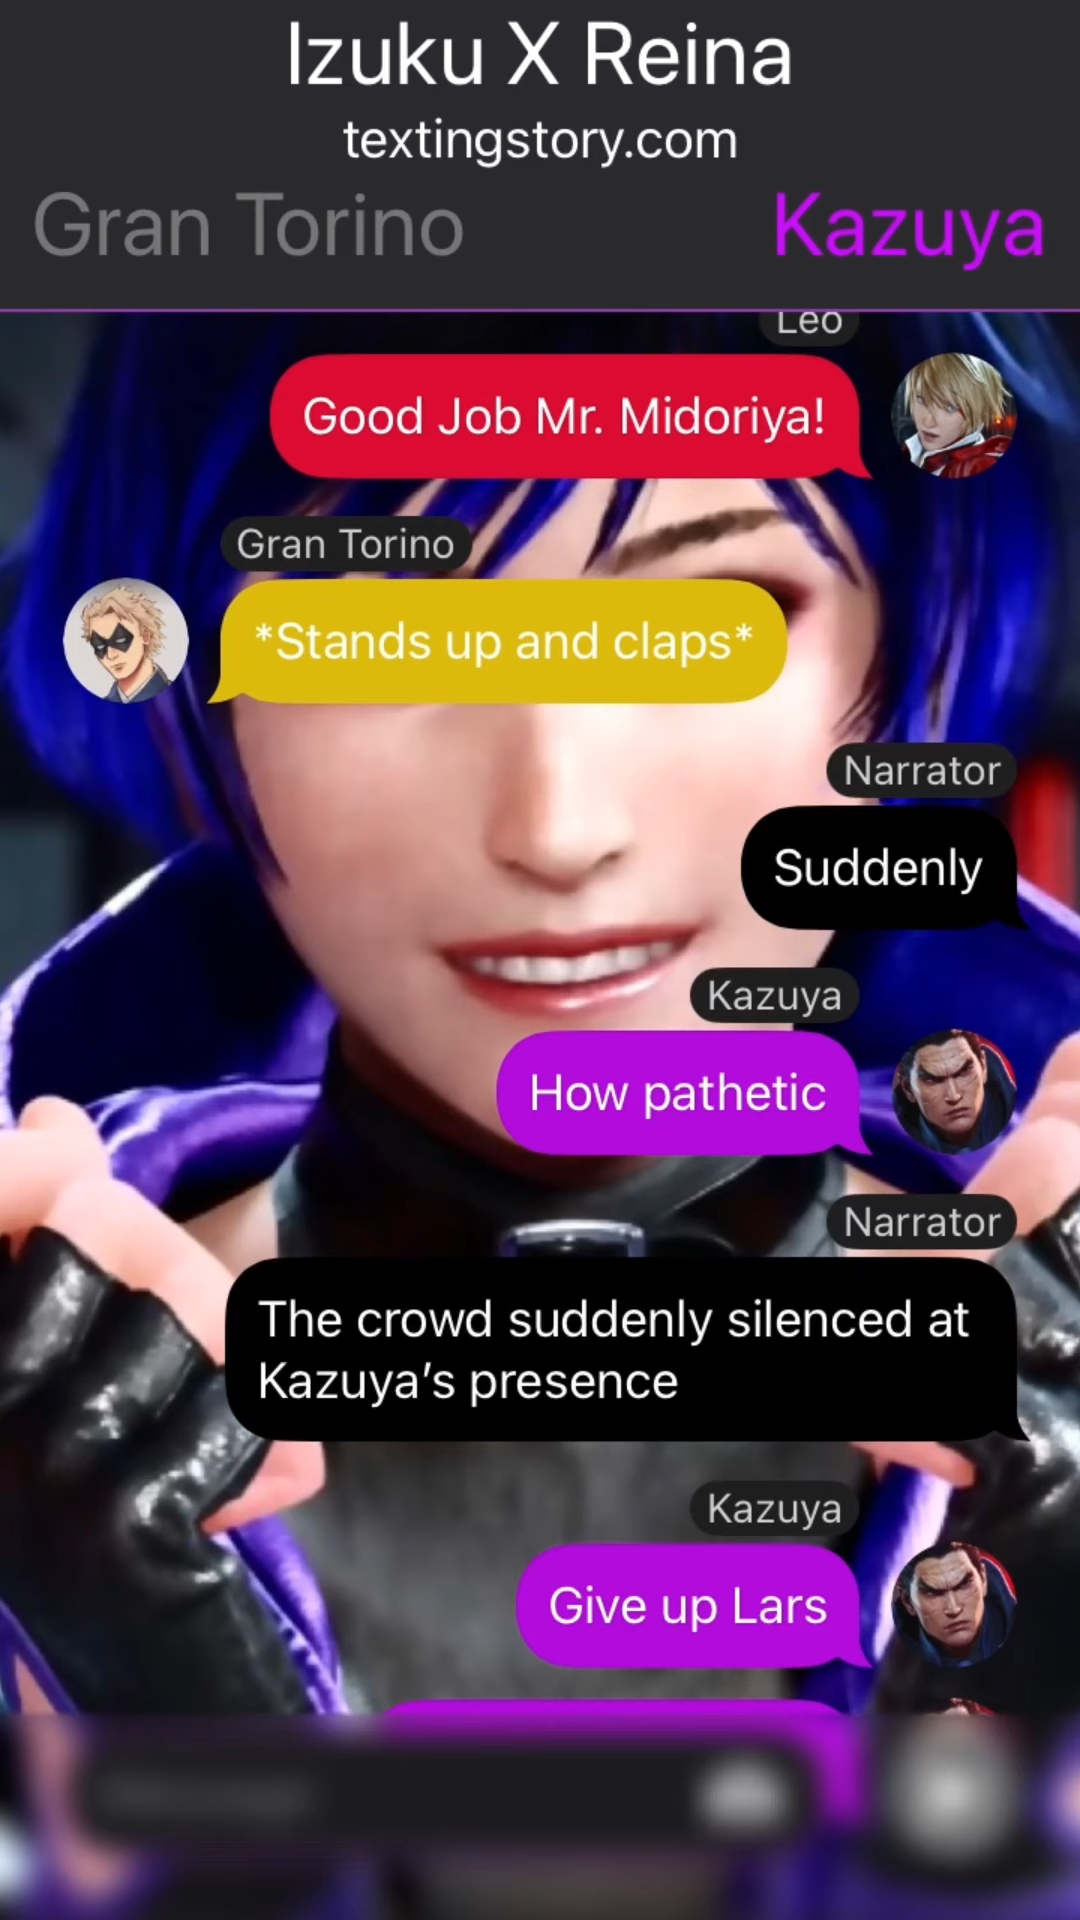 Izuku X Reina
textingstory.com
Gran Torino
Kazuya
Leo
Good Job Mr. Midoriya!
Gran Torino
*Stands up and claps*
Narrator
Suddenly
Kazuya
How pathetic
Narrator
The crowd suddenly silenced at
Kazuya’s presence
Kazuya
Give up Lars